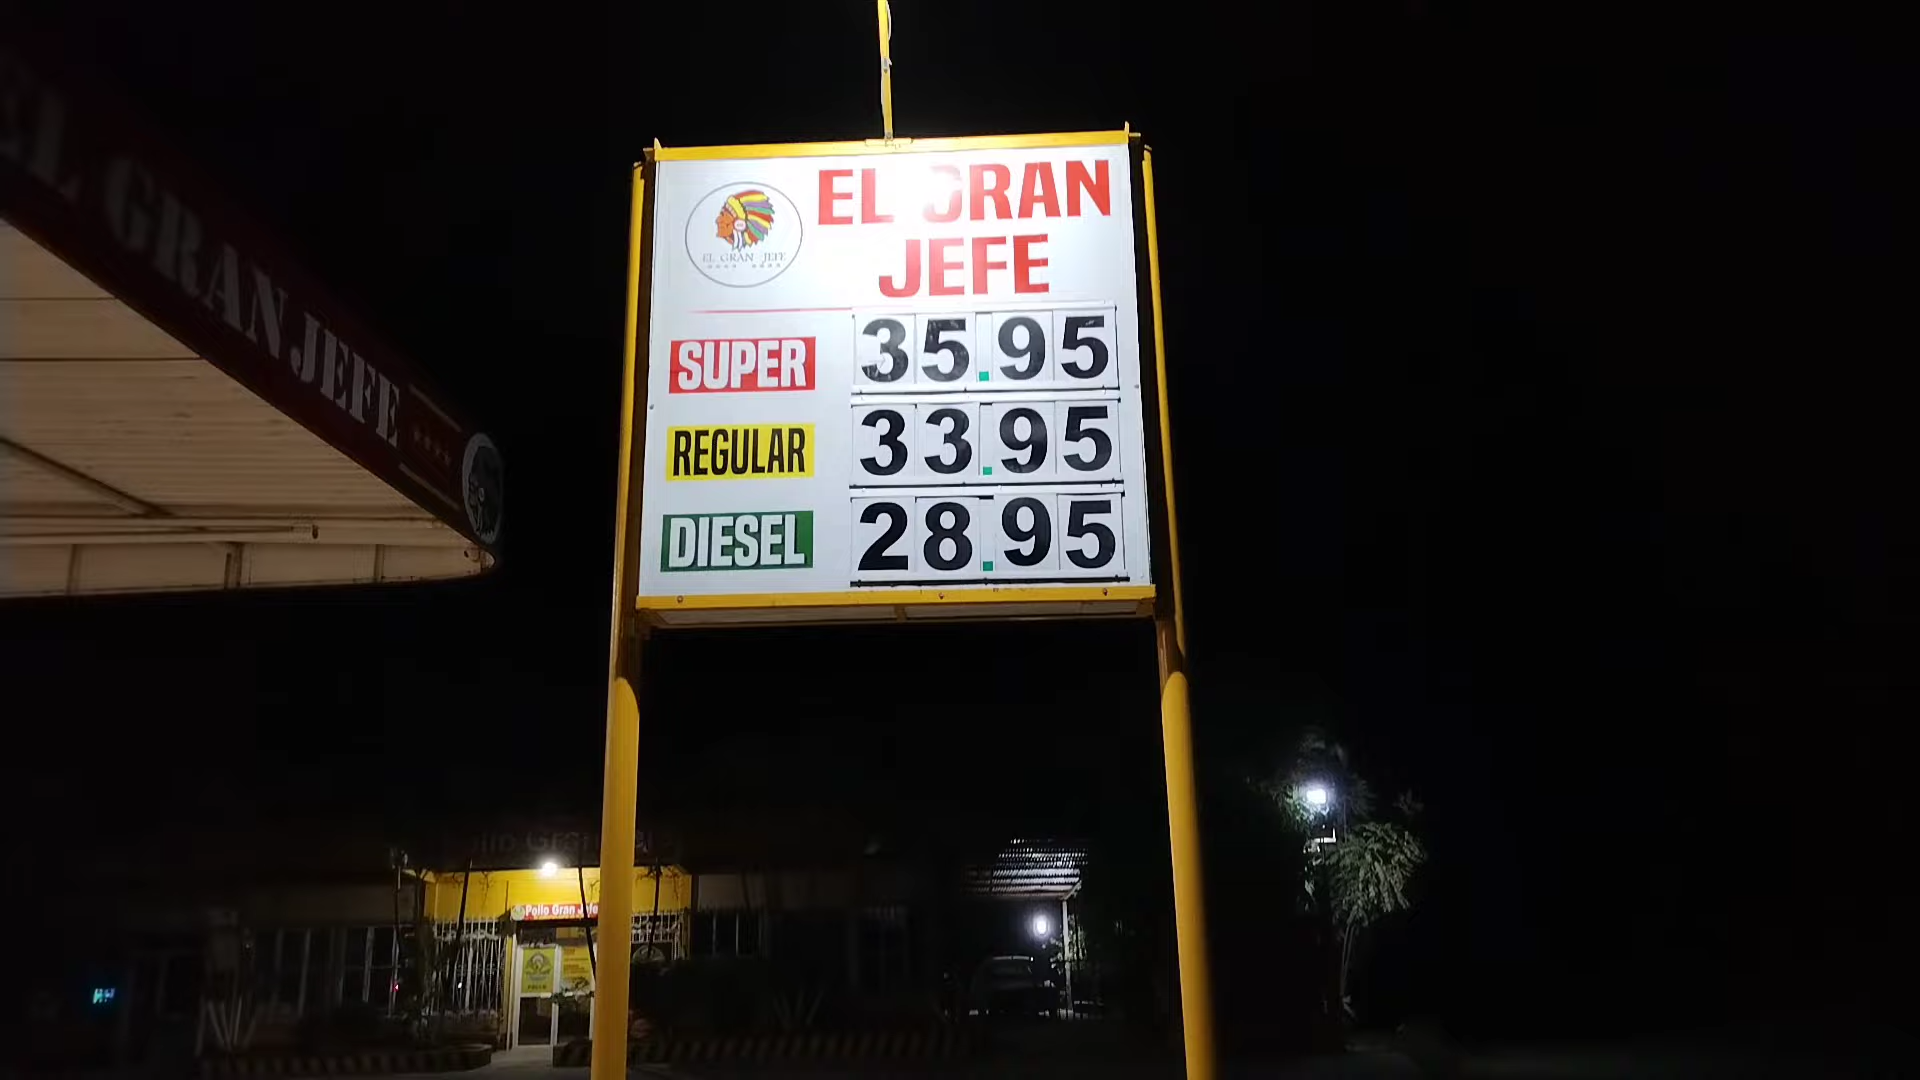 EL GRAN JEFE
EL GRAN
JEFE
EL GRAN JEFE
SUPER 35.95
REGULAR 33.95
DIESEL 28.95
Pollo Gran Jefe